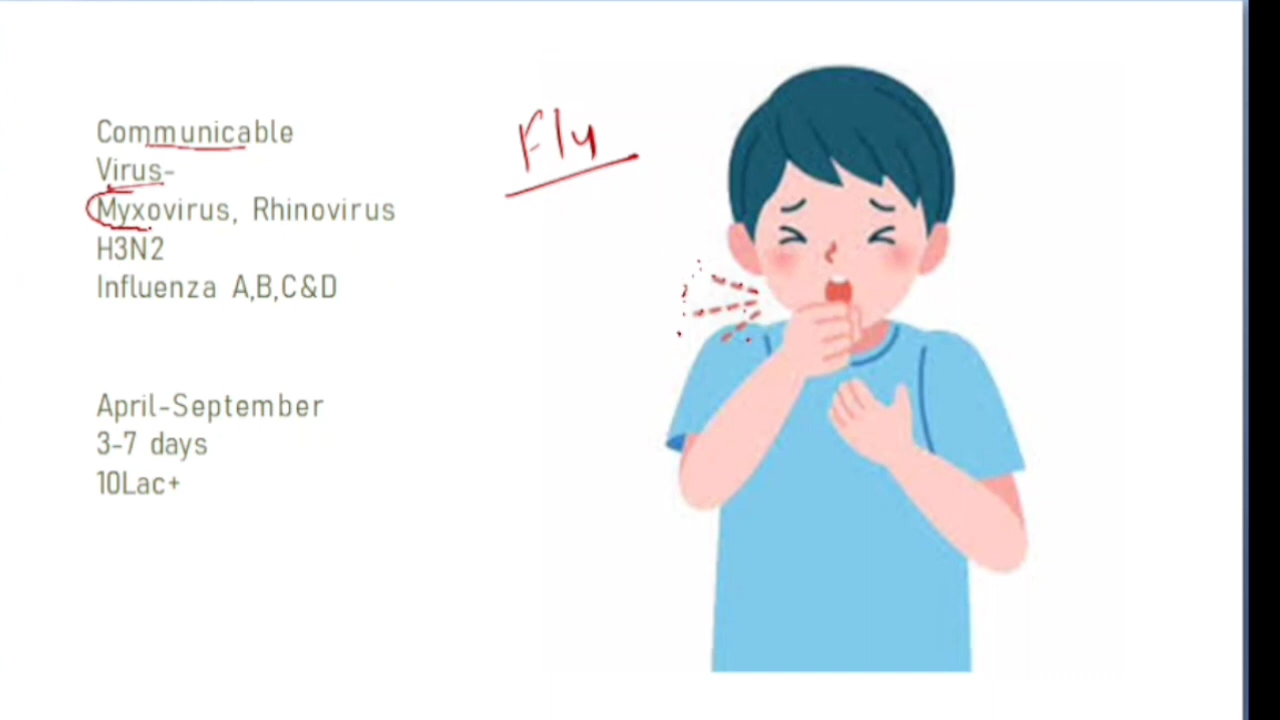 Communicable
Virus-
Myxovirus, Rhinovirus
H3N2
Influenza A,B,C&D
April-September
3-7 days
10Lac+
Flu